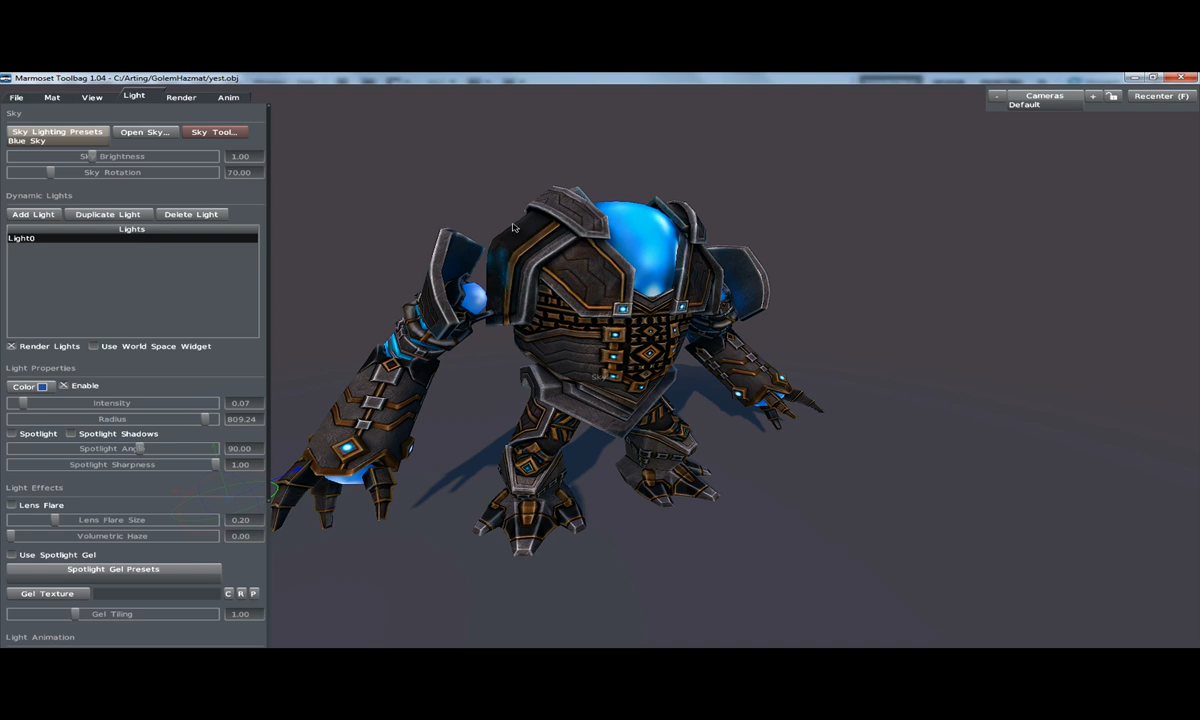 Marmoset Toolbag 1.04 - C:/Arting/GolemHazmat/yest.obj
File Mat View Light Render Anim
- Cameras + Recenter (F)
Default
Sky
Sky Lighting Presets Open Sky... Sky Tool...
Blue Sky
Sky Brightness 1.00
Sky Rotation 70.00
Dynamic Lights
Add Light Duplicate Light Delete Light
Lights
Light0
Render Lights Use World Space Widget
Light Properties
Color Enable
Intensity 0.07
Radius 809.24
Spotlight Spotlight Shadows
Spotlight Angle 90.00
Spotlight Sharpness 1.00
Light Effects
Lens Flare
Lens Flare Size 0.20
Volumetric Haze 0.00
Use Spotlight Gel
Spotlight Gel Presets
Gel Texture C R P
Gel Tiling 1.00
Light Animation